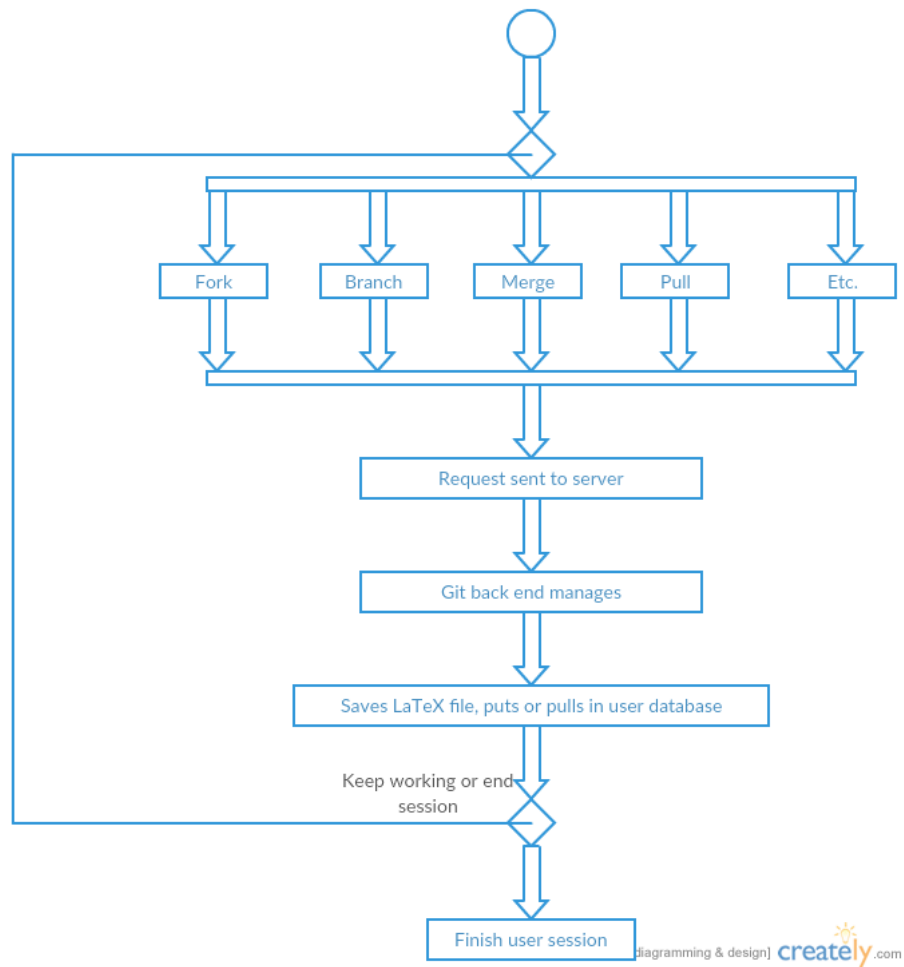 Fork
Branch
Merge
Pull
Etc.
Request sent to server
Git back end manages
Saves LaTeX file, puts or pulls in user database
Keep working or end
session
Finish user session
diagramming & design] creately.com